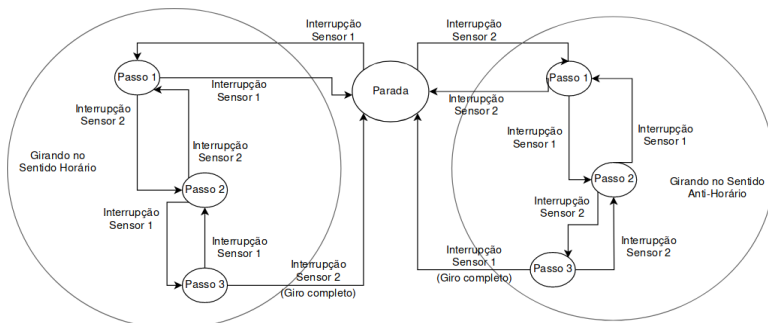 Interrupção
Sensor 1
Interrupção
Sensor 2
Passo 1
Interrupção
Sensor 1
Parada
Passo 1
Interrupção
Sensor 2
Interrupção
Sensor 2
Interrupção
Sensor 1
Interrupção
Sensor 1
Interrupção
Sensor 2
Girando no
Sentido Horário
Passo 2
Passo 2
Girando no Sentido
Anti-Horário
Interrupção
Sensor 1
Interrupção
Sensor 2
Interrupção
Sensor 1
Interrupção
Sensor 2
Interrupção
Sensor 2
(Giro completo)
Interrupção
Sensor 1
(Giro completo)
Passo 3
Passo 3